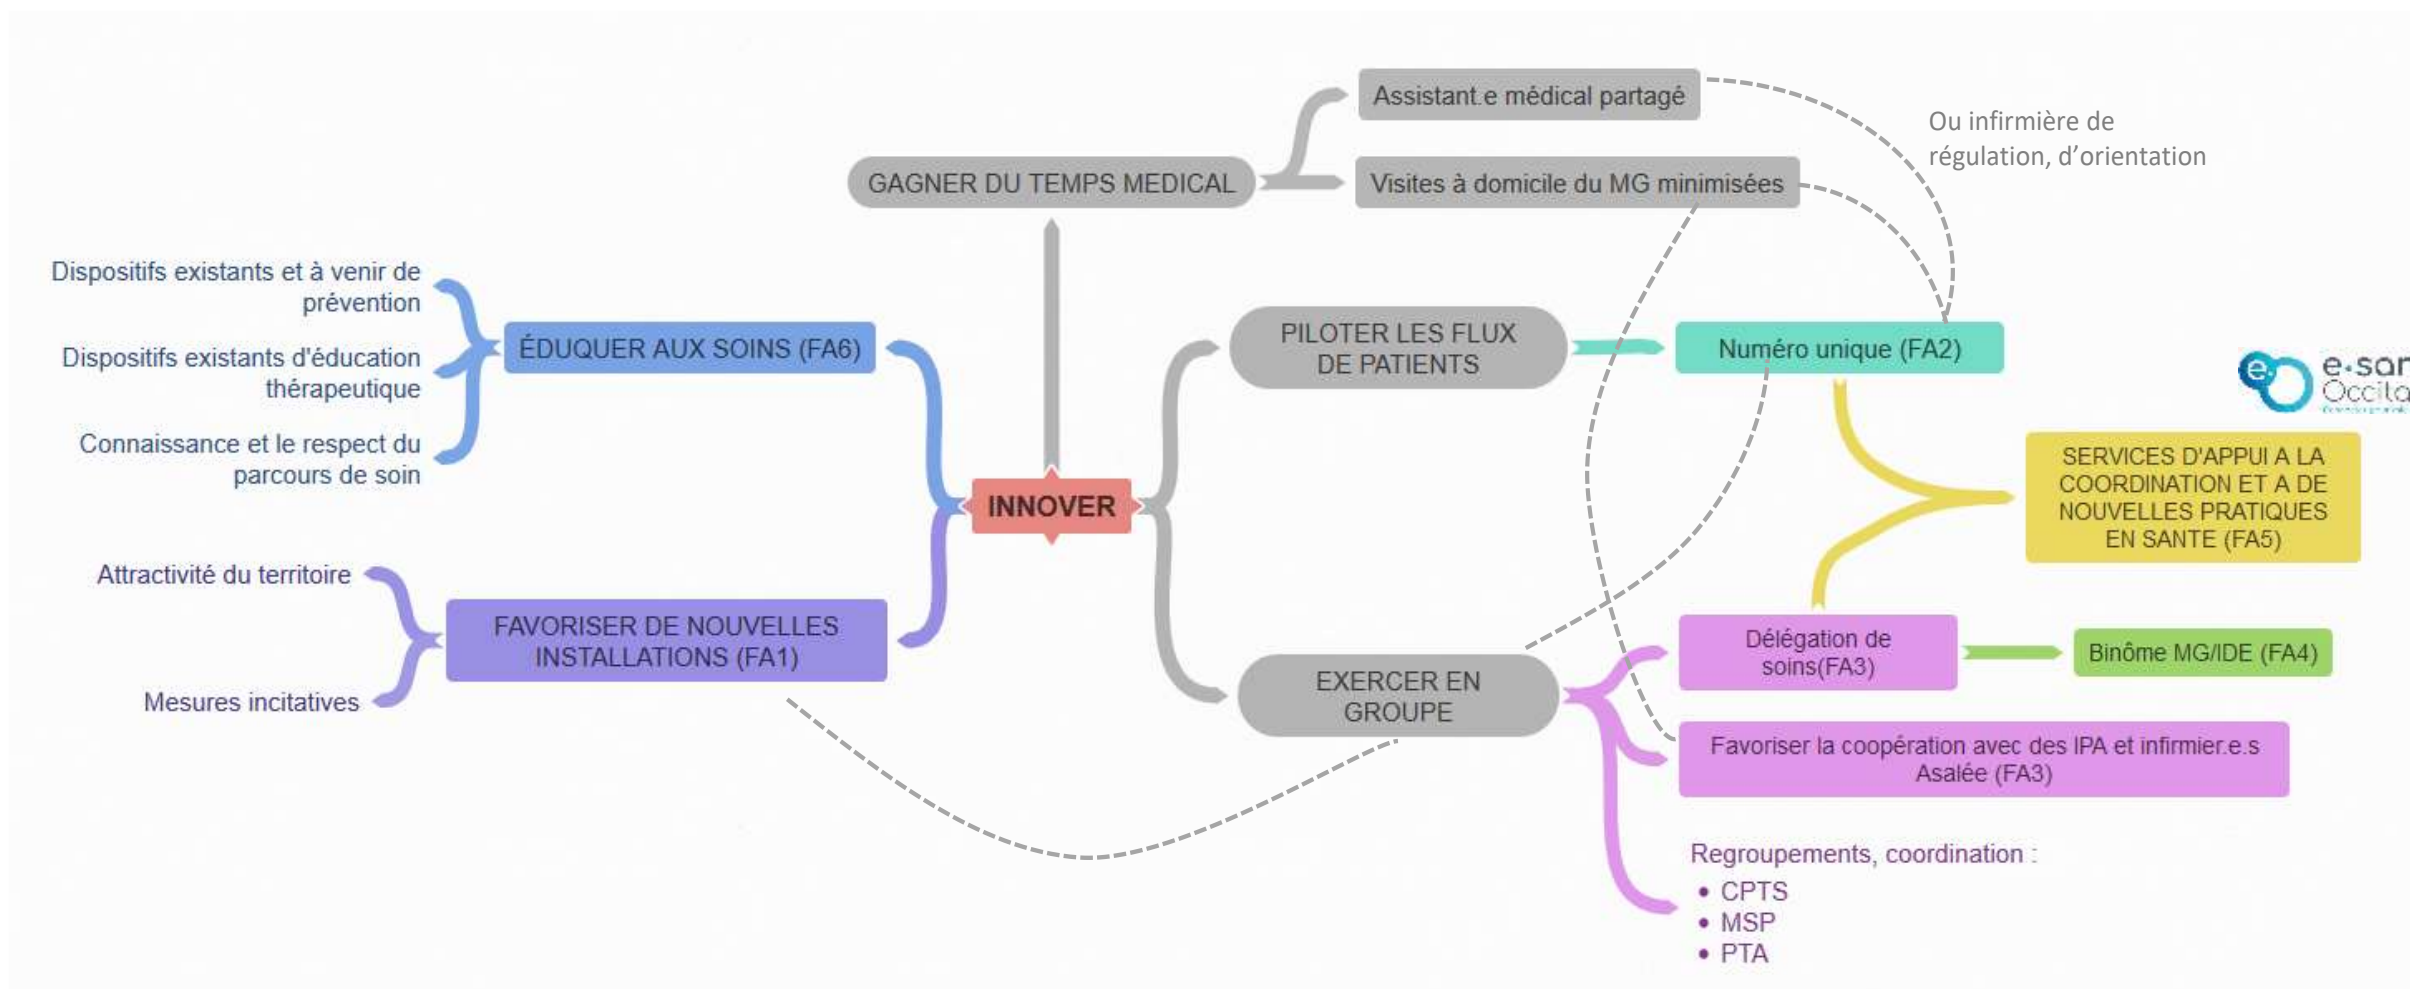 Assistant.e médical partagé
Ou infirmière de
régulation, d'orientation
GAGNER DU TEMPS MEDICAL
Visites à domicile du MG minimisées
Dispositifs existants et à venir de
prévention
Dispositifs existants d'éducation
thérapeutique
Connaissance et le respect du
parcours de soin
ÉDUQUER AUX SOINS (FA6)
PILOTER LES FLUX
DE PATIENTS
Numéro unique (FA2)
e.
e•san
Occita
SERVICES D'APPUI A LA
COORDINATION ET A DE
NOUVELLES PRATIQUES
EN SANTE (FA5)
INNOVER
Attractivité du territoire
Mesures incitatives
FAVORISER DE NOUVELLES
INSTALLATIONS (FA1)
EXERCER EN
GROUPE
Délégation de
soins(FA3)
Binôme MG/IDE (FA4)
Favoriser la coopération avec des IPA et infirmier.e.s
Asalée (FA3)
Regroupements, coordination :
• CPTS
• MSP
• PTA